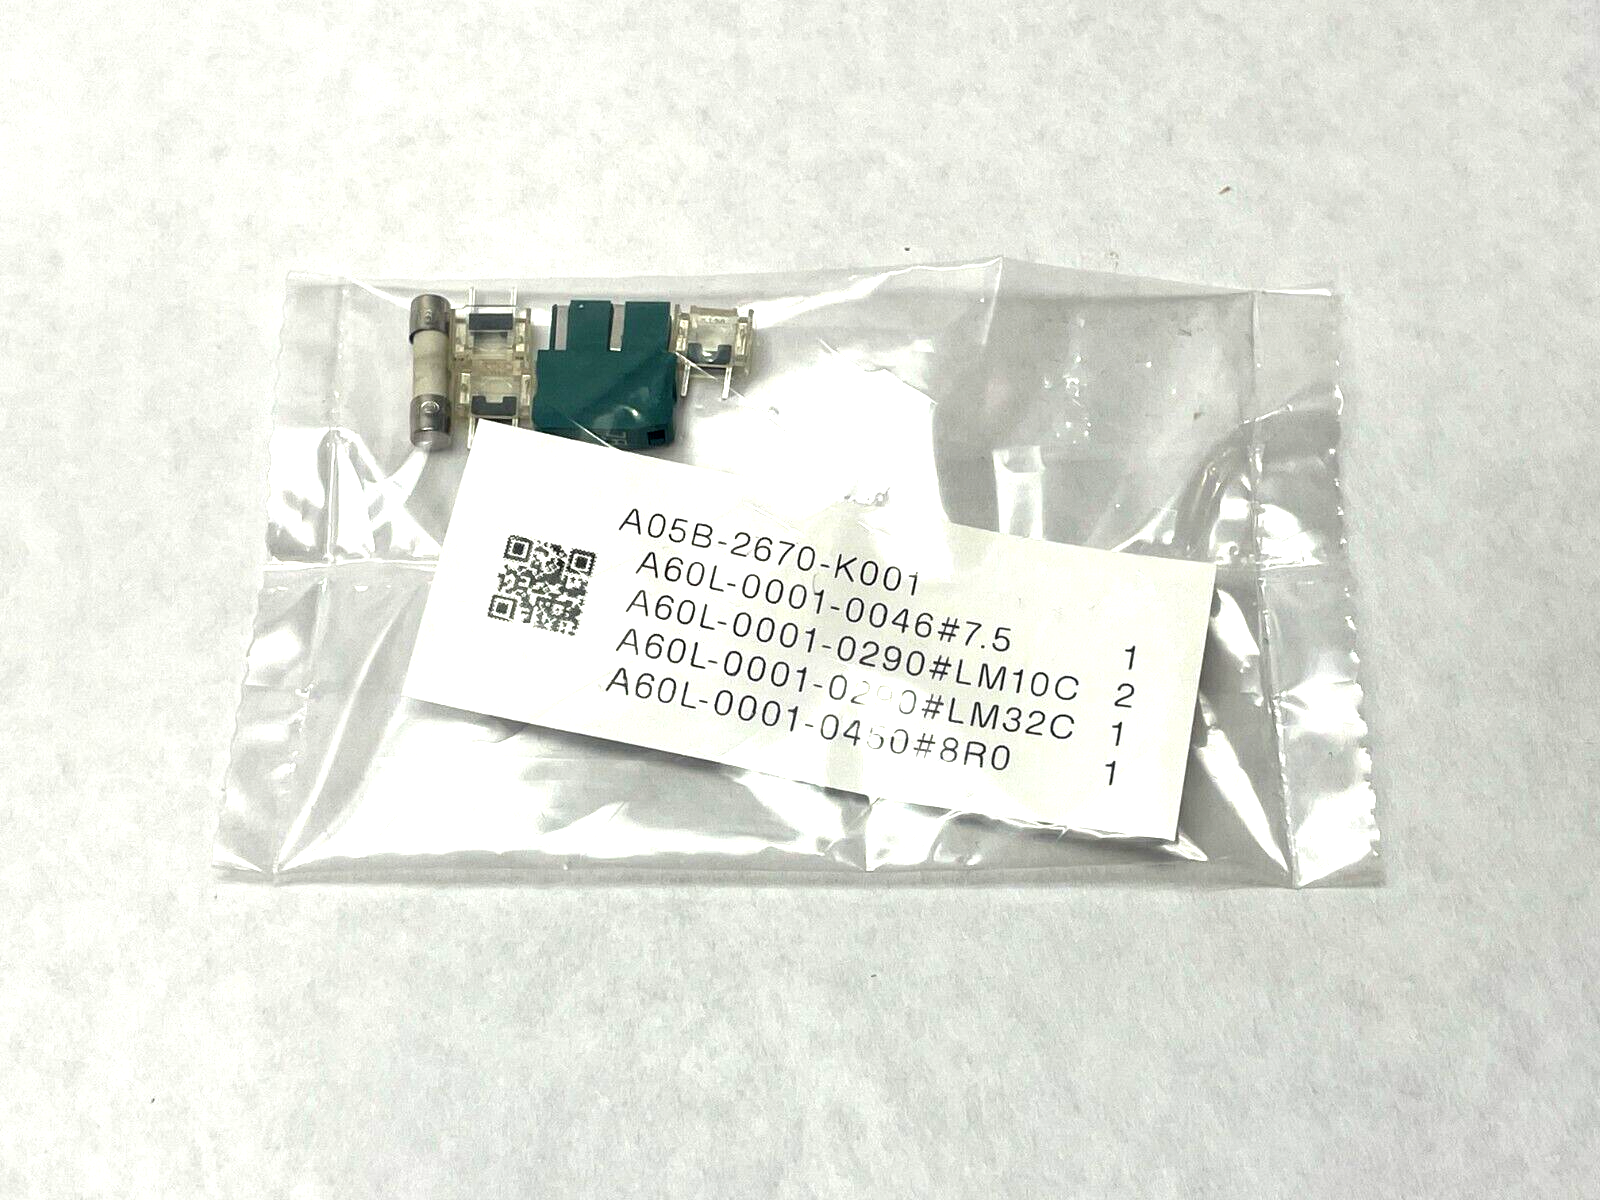 A05B-2670-K001
A60L-0001-0046#7.5 1
A60L-0001-0290#LM10C 2
A60L-0001-0290#LM32C 1
A60L-0001-0450#8R0 1